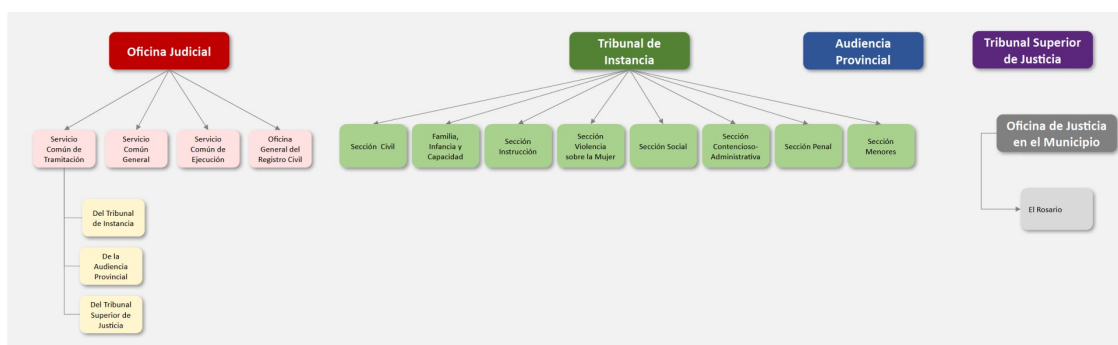 Oficina Judicial
Tribunal de
Instancia
Audiencia
Provincial
Tribunal Superior
de Justicia
Servicio
Común de
Tramitación
Servicio
Común
General
Servicio
Común de
Ejecución
Oficina
General del
Registro Civil
Sección Civil
Familia,
Infancia y
Capacidad
Sección
Instrucción
Sección
Violencia
sobre la Mujer
Sección Social
Sección
Contencioso-
Administrativa
Sección Penal
Sección
Menores
Oficina de Justicia
en el Municipio
Del Tribunal
de Instancia
De la
Audiencia
Provincial
Del Tribunal
Superior de
Justicia
El Rosario